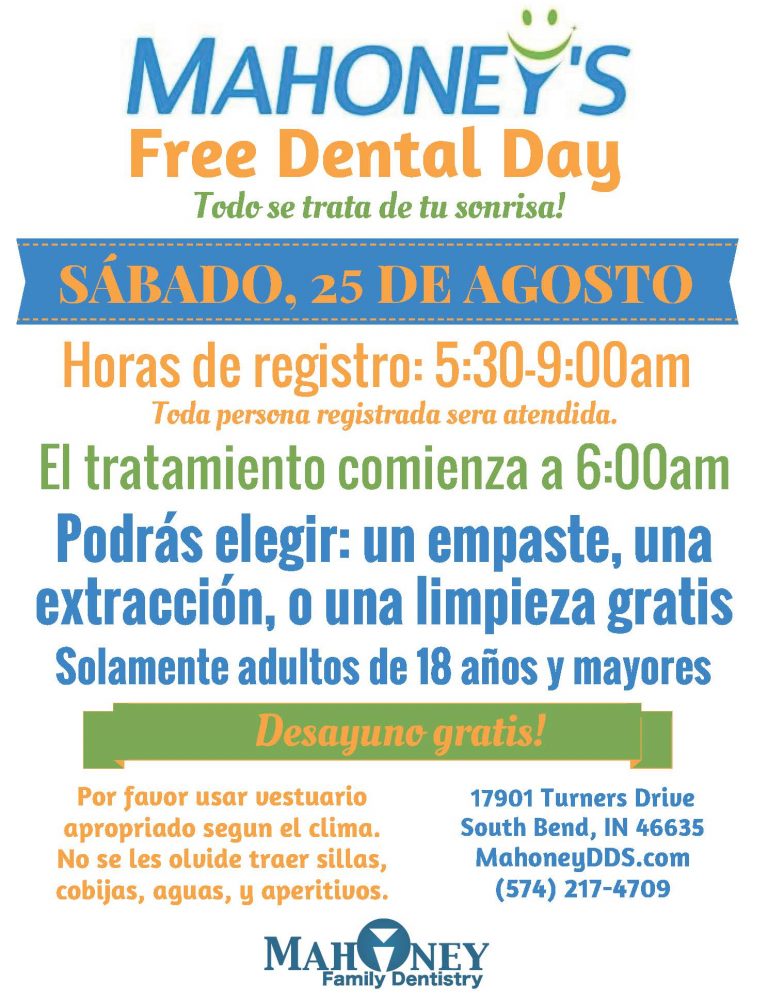 MAHONEY'S
Free Dental Day
Todo se trata de tu sonrisa!
SÁBADO, 25 DE AGOSTO
Horas de registro: 5:30-9:00am
Toda persona registrada sera atendida.
El tratamiento comienza a 6:00am
Podrás elegir: un empaste, una
extracción, o una limpieza gratis
Solamente adultos de 18 años y mayores
Desayuno gratis!
Por favor usar vestuario
apropriado segun el clima.
No se les olvide traer sillas,
cobijas, aguas, y aperitivos.
17901 Turners Drive
South Bend, IN 46635
MahoneyDDS.com
(574) 217-4709
MAHONEY
Family Dentistry